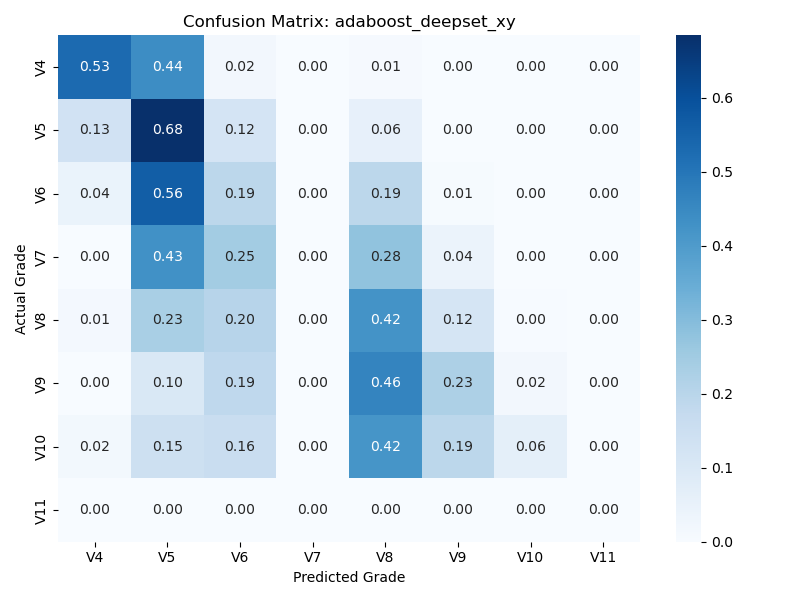 Confusion Matrix: adaboost_deepset_xy
V4 0.53 0.44 0.02 0.00 0.01 0.00 0.00 0.00
V5 0.13 0.68 0.12 0.00 0.06 0.00 0.00 0.00
V6 0.04 0.56 0.19 0.00 0.19 0.01 0.00 0.00
V7 0.00 0.43 0.25 0.00 0.28 0.04 0.00 0.00
V8 0.01 0.23 0.20 0.00 0.42 0.12 0.00 0.00
V9 0.00 0.10 0.19 0.00 0.46 0.23 0.02 0.00
V10 0.02 0.15 0.16 0.00 0.42 0.19 0.06 0.00
V11 0.00 0.00 0.00 0.00 0.00 0.00 0.00 0.00
V4 V5 V6 V7 V8 V9 V10 V11
Predicted Grade
Actual Grade
0.6
0.5
0.4
0.3
0.2
0.1
0.0